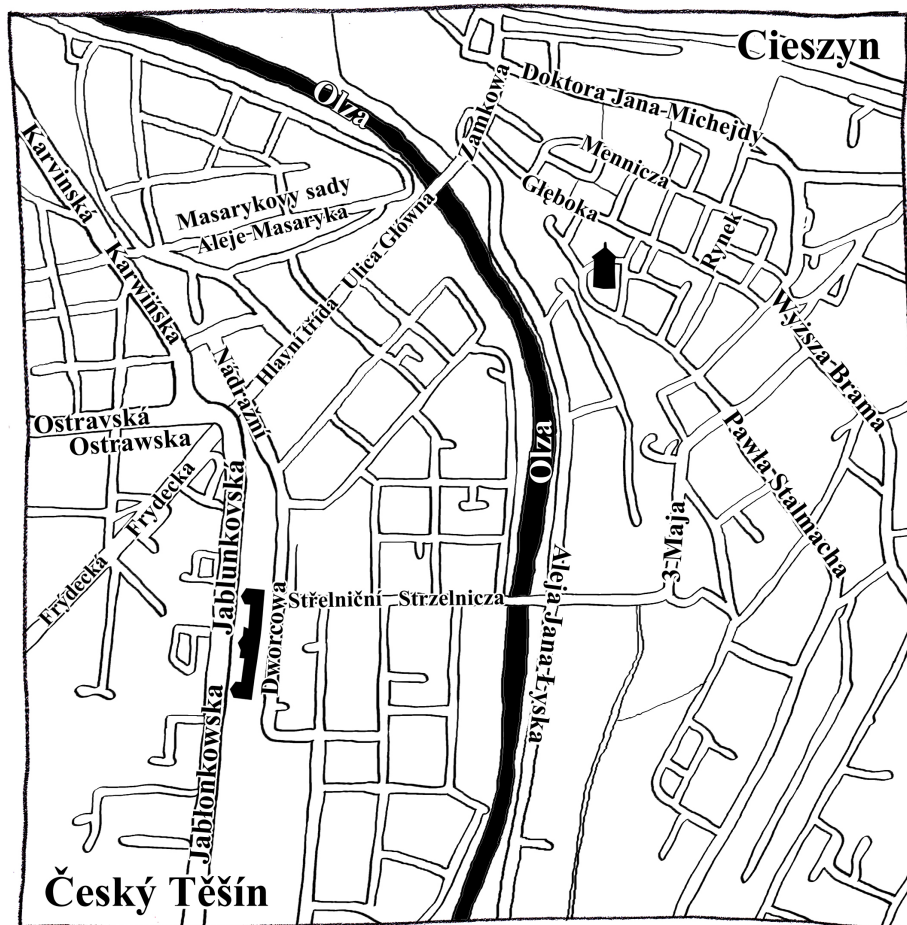 Cieszyn
Doktora Jana Michejdy
Olza
Zamkowa
Mennicza
Głęboka
Karvinská
Karwińska
Masarykovy sady
Aleje Masaryka
Rynek
Hlavní třída Ulica Główna
Wyższa Brama
Nádražní
Dworcowa
Ostravská
Ostrawska
Olza
Pawła Stalmacha
Frýdecká
Frydecka
Jablunkovská
Jabłonkowska
3 Maja
Střelniční Strzelnicza
Aleja Jana Łyska
Český Těšín